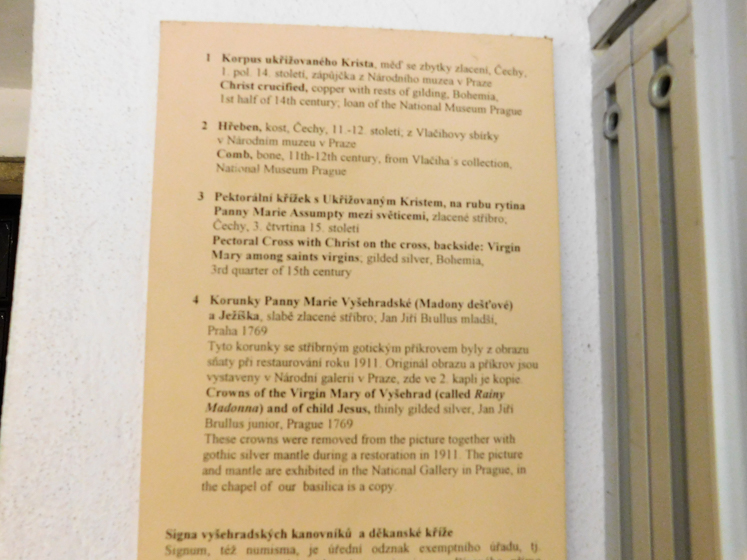 1 Korpus ukřižovaného Krista, měď se zbytky zlacení, Čechy,
1. pol. 14. století, zápůjčka z Národního muzea v Praze
Christ crucified, copper with rests of gilding, Bohemia,
1st half of 14th century; loan of the National Museum Prague
2 Hřeben, kost, Čechy, 11.-12. století; z Vlačihovy sbírky
v Národním muzeu v Praze
Comb, bone, 11th-12th century, from Vlačiha´s collection,
National Museum Prague
3 Pektorální křížek s Ukřižovaným Kristem, na rubu rytina
Panny Marie Assumpty mezi světicemi, zlacené stříbro;
Čechy, 3. čtvrtina 15. století
Pectoral Cross with Christ on the cross, backside: Virgin
Mary among saints virgins; gilded silver, Bohemia,
3rd quarter of 15th century
4 Korunky Panny Marie Vyšehradské (Madony dešťové)
a Ježíška, slabě zlacené stříbro; Jan Jiří Brullus mladší,
Praha 1769
Tyto korunky se stříbrným gotickým příkrovem byly z obrazu
sňaty při restaurování roku 1911. Originál obrazu a příkrov jsou
vystaveny v Národní galerii v Praze, zde ve 2. kapli je kopie.
Crowns of the Virgin Mary of Vyšehrad (called Rainy
Madonna) and of child Jesus, thinly gilded silver, Jan Jiří
Brullus junior, Prague 1769
These crowns were removed from the picture together with
gothic silver mantle during a restoration in 1911. The picture
and mantle are exhibited in the National Gallery in Prague, in
the chapel of our basilica is a copy.
Signa vyšehradských kanovníků a děkanské kříže
Signum, též numisma, je úřední odznak exemptního úřadu, tj.